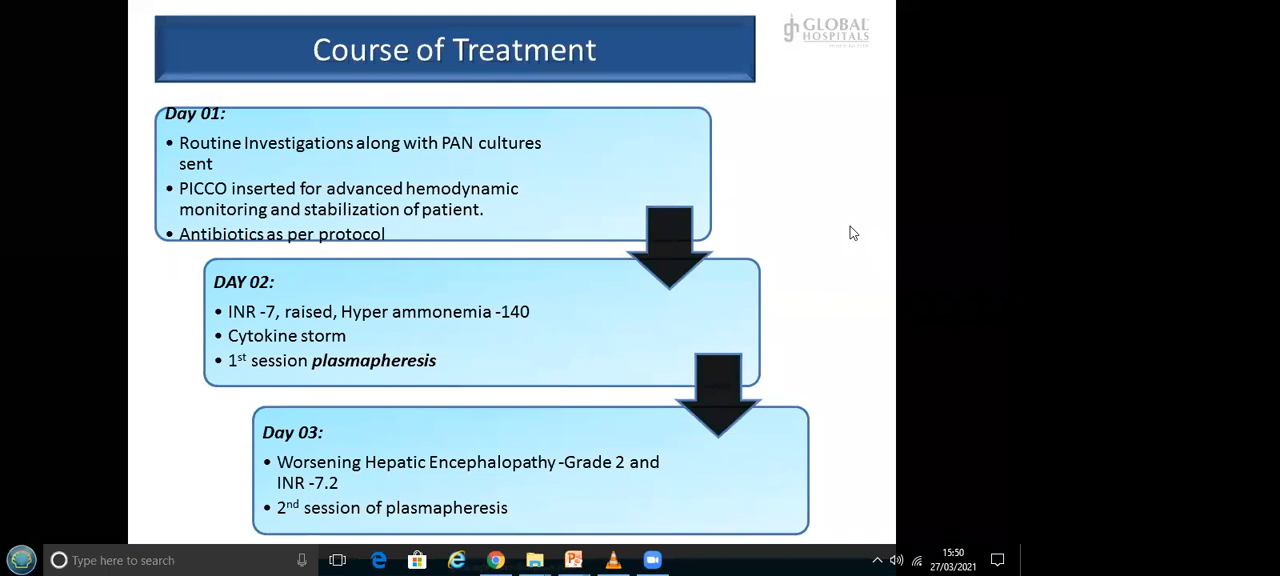 Course of Treatment
GLOBAL
HOSPITALS
Day 01:
• Routine Investigations along with PAN cultures
sent
• PICCO inserted for advanced hemodynamic
monitoring and stabilization of patient.
• Antibiotics as per protocol
DAY 02:
• INR -7, raised, Hyper ammonemia -140
• Cytokine storm
• 1st session plasmapheresis
Day 03:
• Worsening Hepatic Encephalopathy -Grade 2 and
INR -7.2
• 2nd session of plasmapheresis
Type here to search
15:50
27/03/2021